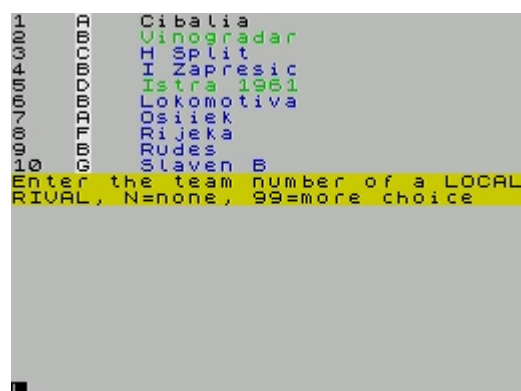 1 A Cibalia
2 B Vinogradar
3 C H Split
4 B I Zapresic
5 D Istra 1961
6 B Lokomotiva
7 A Osiiek
8 F Rijeka
9 B Rudes
10 G Slaven B
Enter the team number of a LOCAL
RIVAL, N=none, 99=more choice
L